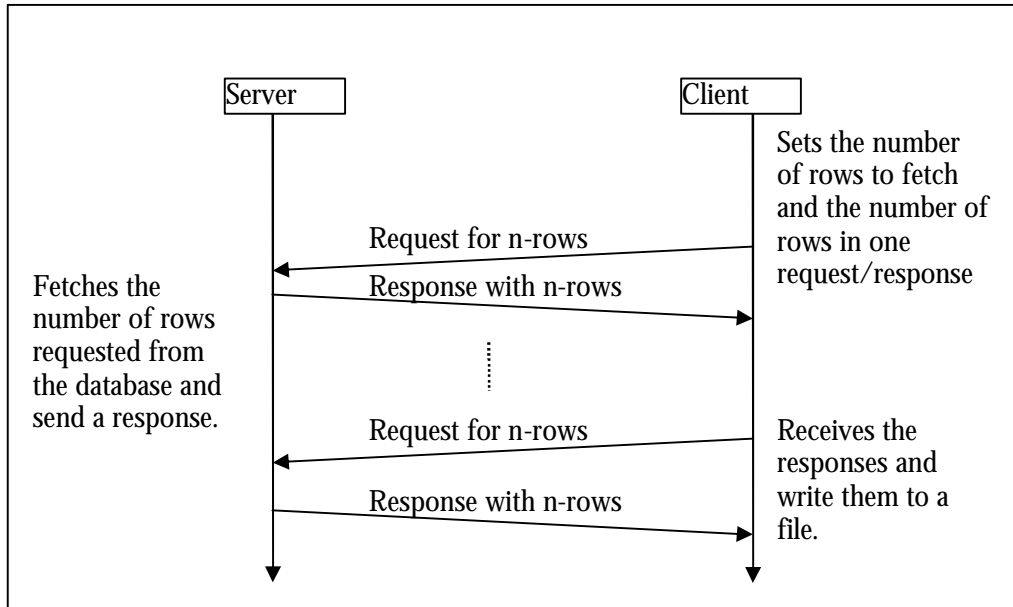 Server
Client
Sets the number
of rows to fetch
and the number of
rows in one
request/response
Request for n-rows
Response with n-rows
Fetches the
number of rows
requested from
the database and
send a response.
Request for n-rows
Response with n-rows
Receives the
responses and
write them to a
file.